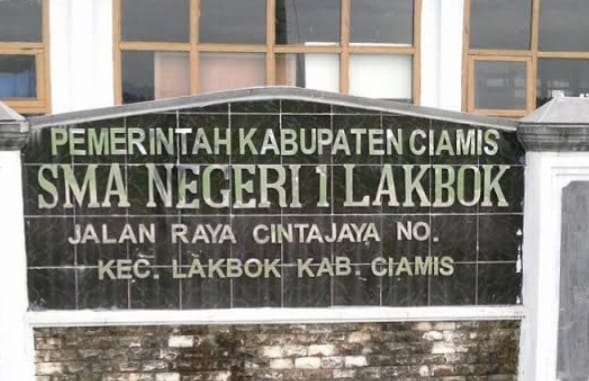 PEMERINTAH KABUPATEN CIAMIS
SMA NEGERI 1 LAKBOK
JALAN RAYA CINTAJAYA NO.
KEC. LAKBOK KAB. CIAMIS